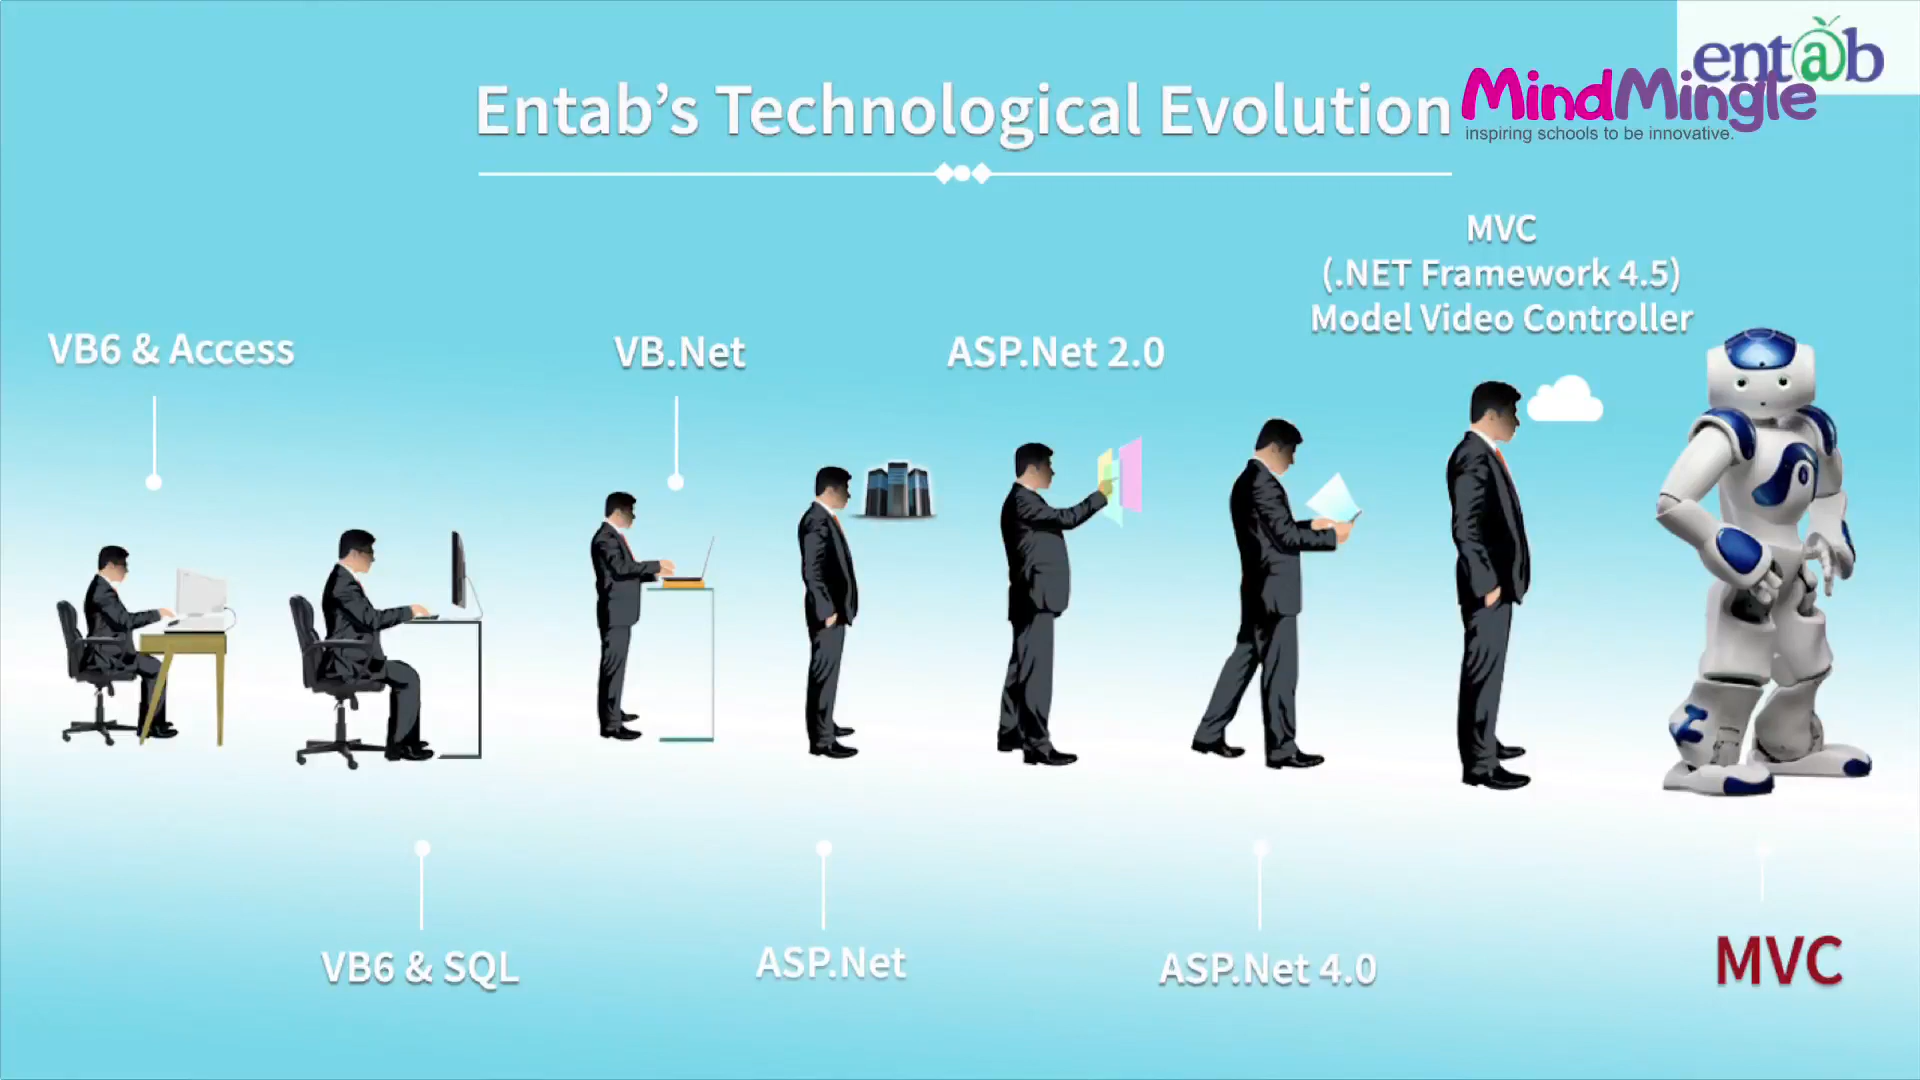 entab
MindMingle
inspiring schools to be innovative.
Entab's Technological Evolution
MVC
(.NET Framework 4.5)
Model Video Controller
VB6 & Access
VB.Net
ASP.Net 2.0
VB6 & SQL
ASP.Net
ASP.Net 4.0
MVC